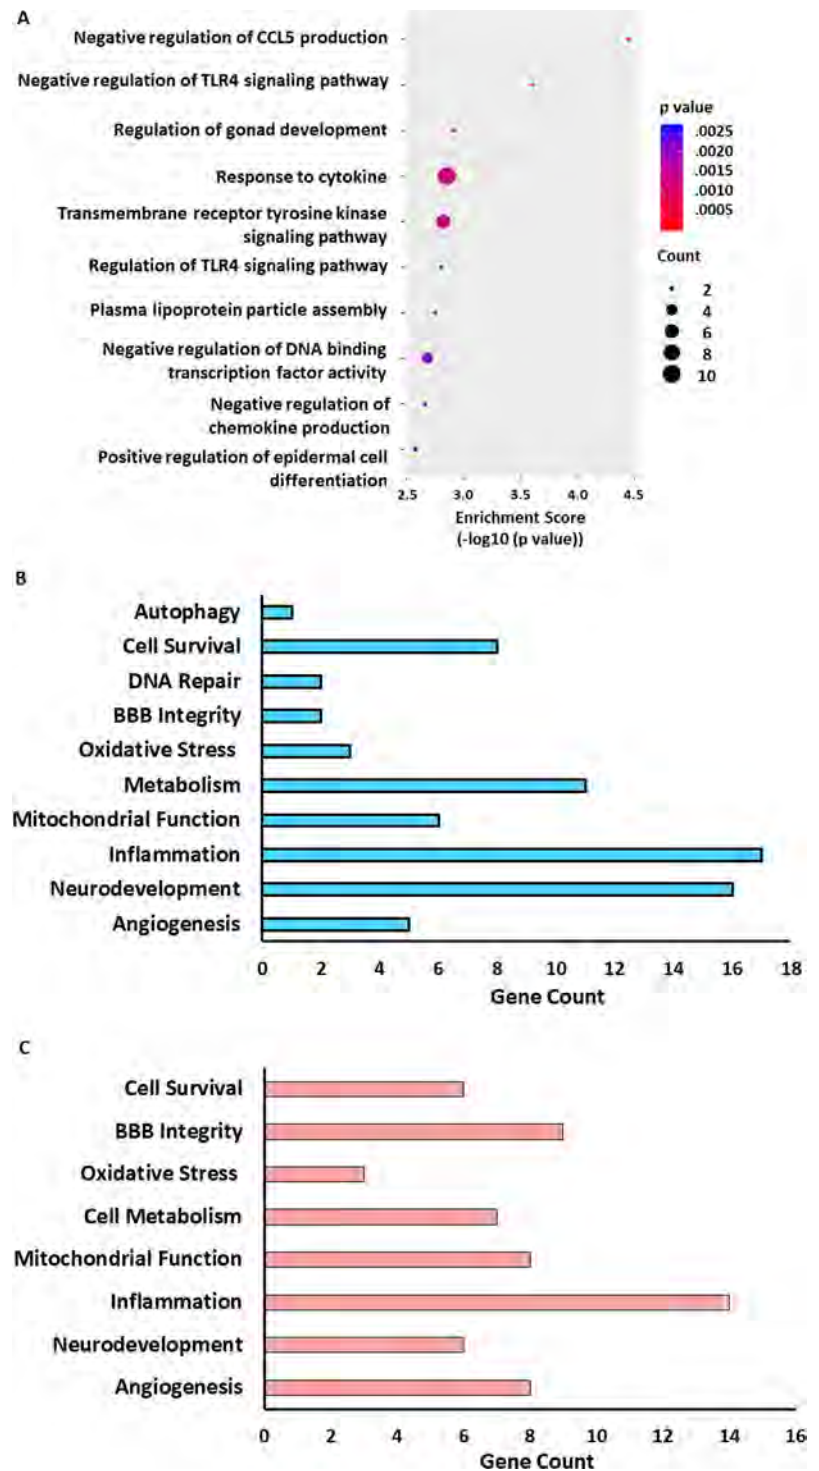 A
Negative regulation of CCL5 production
Negative regulation of TLR4 signaling pathway
Regulation of gonad development
Response to cytokine
Transmembrane receptor tyrosine kinase
signaling pathway
Regulation of TLR4 signaling pathway
Plasma lipoprotein particle assembly
Negative regulation of DNA binding
transcription factor activity
Negative regulation of
chemokine production
Positive regulation of epidermal cell
differentiation
2.5 3.0 3.5 4.0 4.5
Enrichment Score
(-log10 (p value))
p value
.0025
.0020
.0015
.0010
.0005
Count
2
4
6
8
10
B
Autophagy
Cell Survival
DNA Repair
BBB Integrity
Oxidative Stress
Metabolism
Mitochondrial Function
Inflammation
Neurodevelopment
Angiogenesis
0 2 4 6 8 10 12 14 16 18
Gene Count
C
Cell Survival
BBB Integrity
Oxidative Stress
Cell Metabolism
Mitochondrial Function
Inflammation
Neurodevelopment
Angiogenesis
0 2 4 6 8 10 12 14 16
Gene Count